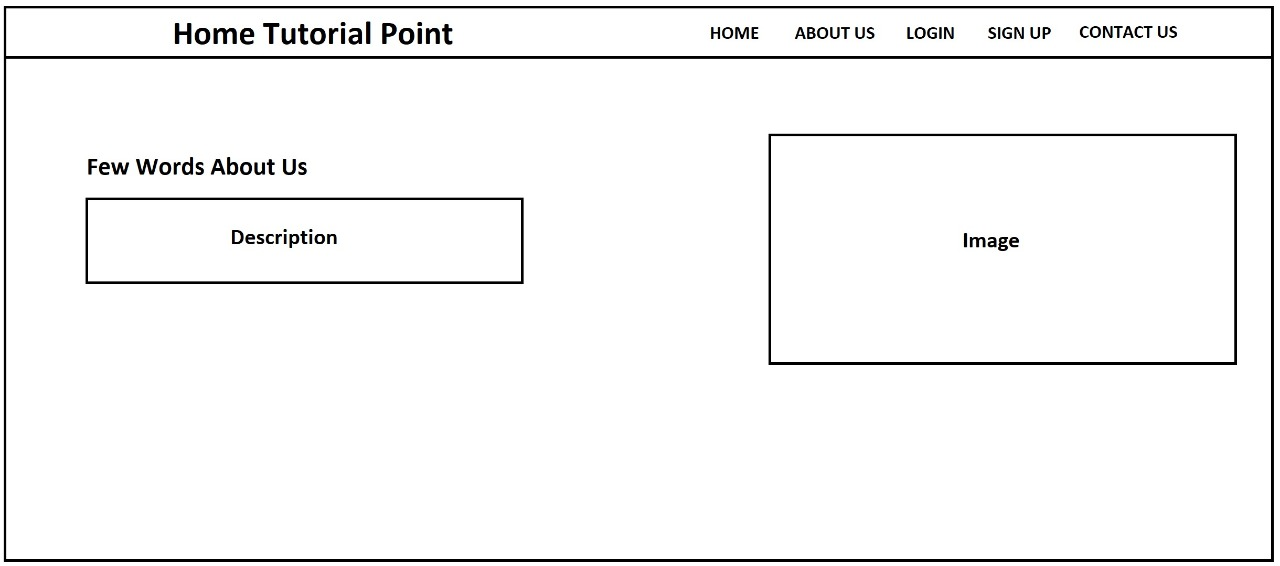 Home Tutorial Point
HOME ABOUT US LOGIN SIGN UP CONTACT US
Few Words About Us
Description
Image